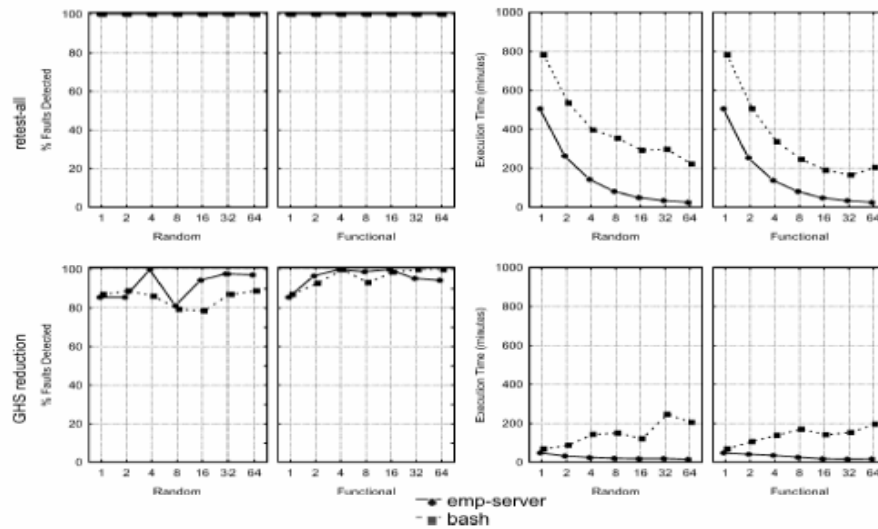 retest-all
% Faults Detected
100
80
60
40
20
0
1 2 4 8 16 32 64
Random
1 2 4 8 16 32 64
Functional
Execution Time (minutes)
1000
800
600
400
200
0
1 2 4 8 16 32 64
Random
1 2 4 8 16 32 64
Functional
GHS reduction
% Faults Detected
100
80
60
40
20
0
1 2 4 8 16 32 64
Random
1 2 4 8 16 32 64
Functional
Execution Time (minutes)
1000
800
600
400
200
0
1 2 4 8 16 32 64
Random
1 2 4 8 16 32 64
Functional
emp-server
bash